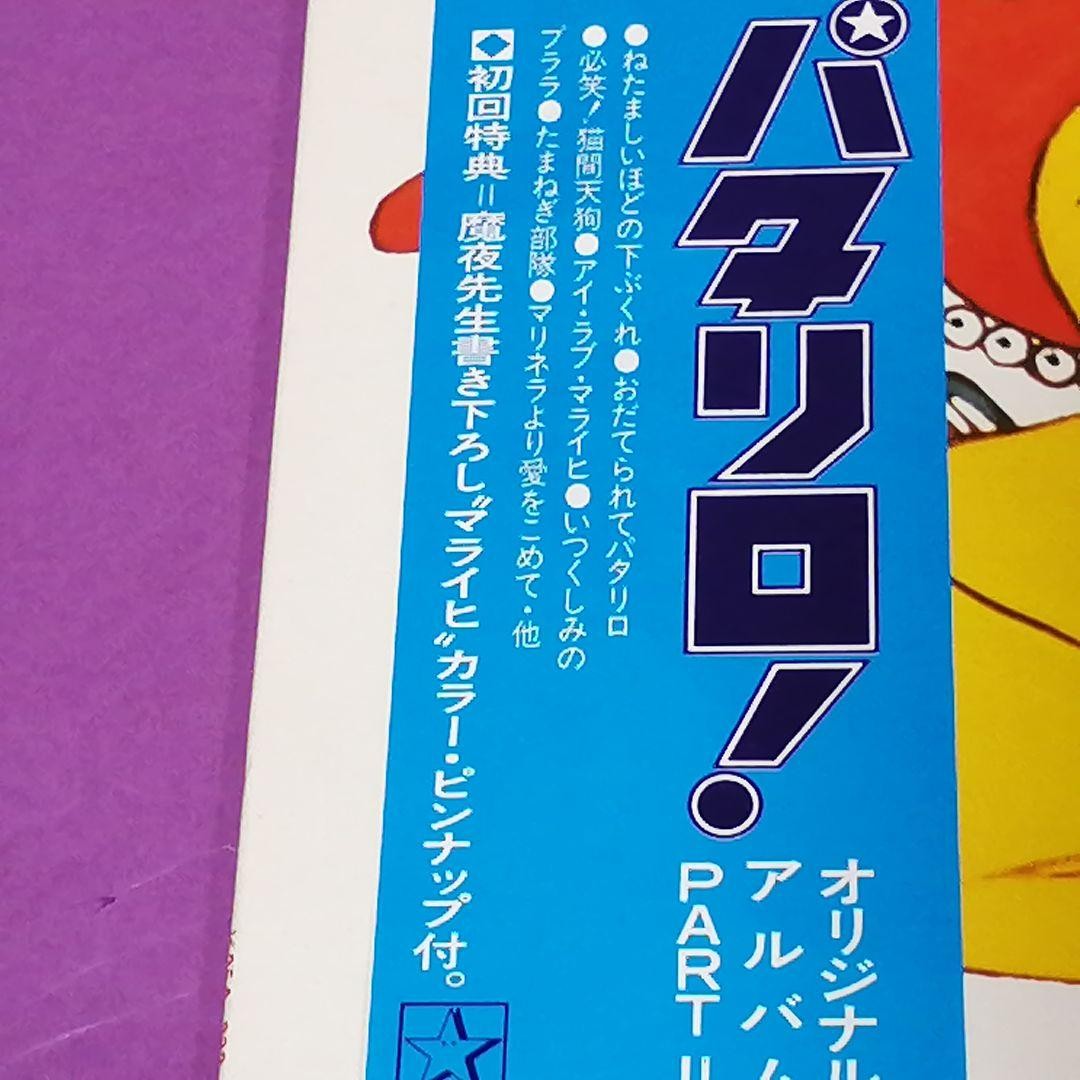 パタリロ!
オリジナル
アルバム
PART II
●ねたましいほどの下ぶくれ●おだてられてパタリロ
●必笑!猫間天狗●アイ・ラブ・マライヒ●いつくしみの
プララ●たまねぎ部隊●マリネラより愛をこめて・他
◆初回特典=魔夜先生書き下ろし"マライヒ"カラー・ピンナップ付。